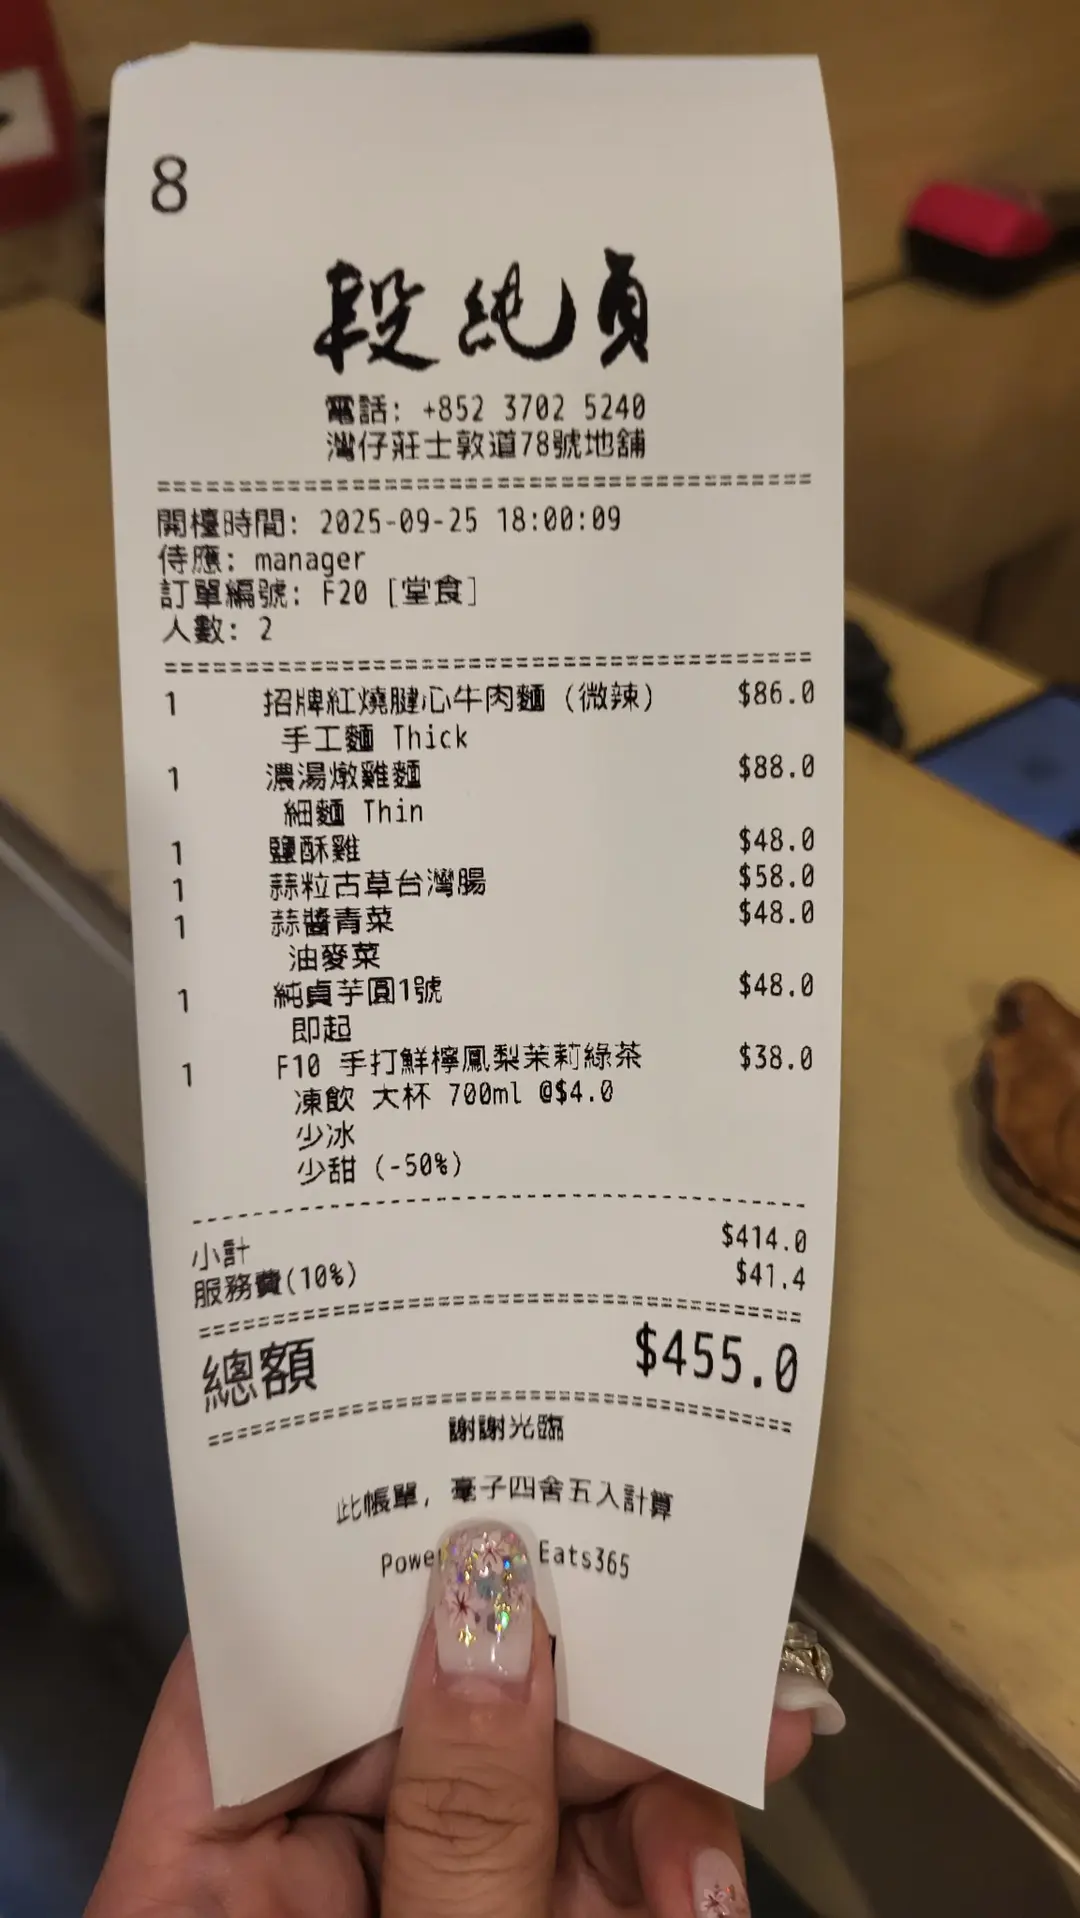 8
段純貞
電話: +852 3702 5240
灣仔莊士敦道78號地舖
開檯時間: 2025-09-25 18:00:09
侍應: manager
訂單編號: F20 [堂食]
人數: 2
1 招牌紅燒腱心牛肉麵 (微辣) $86.0
手工麵 Thick
1 濃湯燉雞麵 $88.0
細麵 Thin
1 鹽酥雞 $48.0
1 蒜粒古草台灣腸 $58.0
1 蒜醬青菜 $48.0
油麥菜
1 純貞芋圓1號 $48.0
即起
1 F10 手打鮮檸鳳梨茉莉綠茶 $38.0
凍飲 大杯 700ml @$4.0
少冰
少甜 (-50%)
小計 $414.0
服務費(10%) $41.4
總額 $455.0
謝謝光臨
此帳單, 毫子四舍五入計算
Eats365